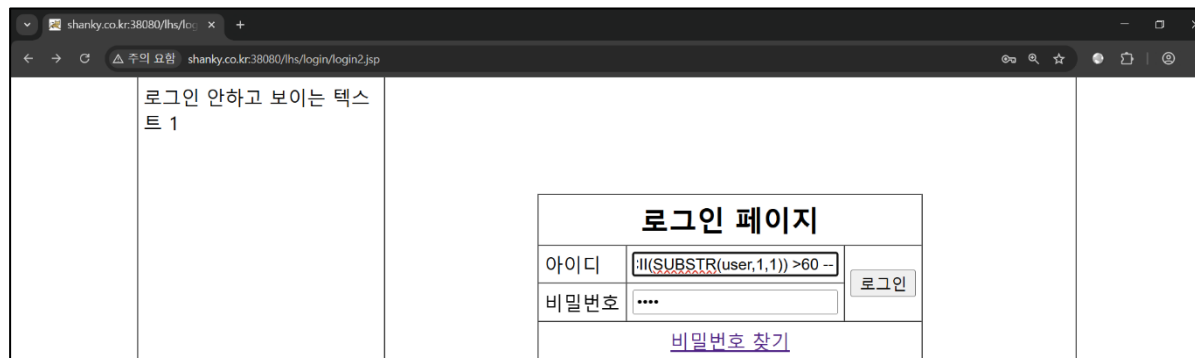 shanky.co.kr:38080/lhs/log
주의 요함 shanky.co.kr:38080/lhs/login/login2.jsp
로그인 안하고 보이는 텍스
트 1
로그인 페이지
아이디 :II(SUBSTR(user,1,1)) >60 --
로그인
비밀번호 ••••
비밀번호 찾기